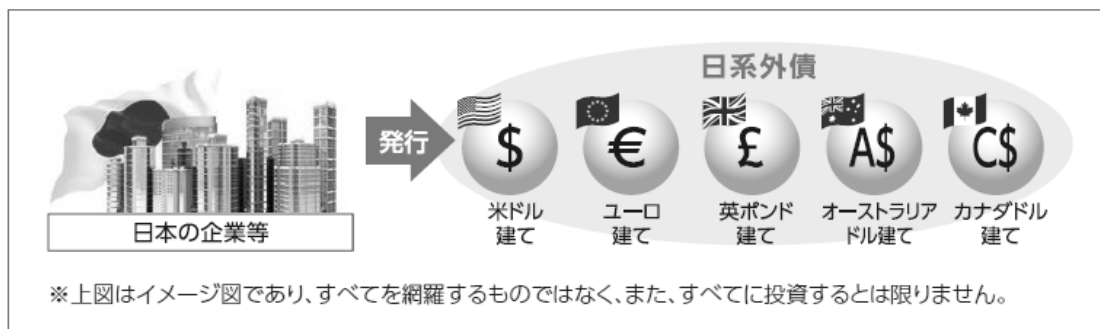 日系外債
発行
$
€
£
A$
C$
米ドル
建て
ユーロ
建て
英ポンド
建て
オーストラリア
ドル建て
カナダドル
建て
日本の企業等
※上図はイメージ図であり、すべてを網羅するものではなく、また、すべてに投資するとは限りません。